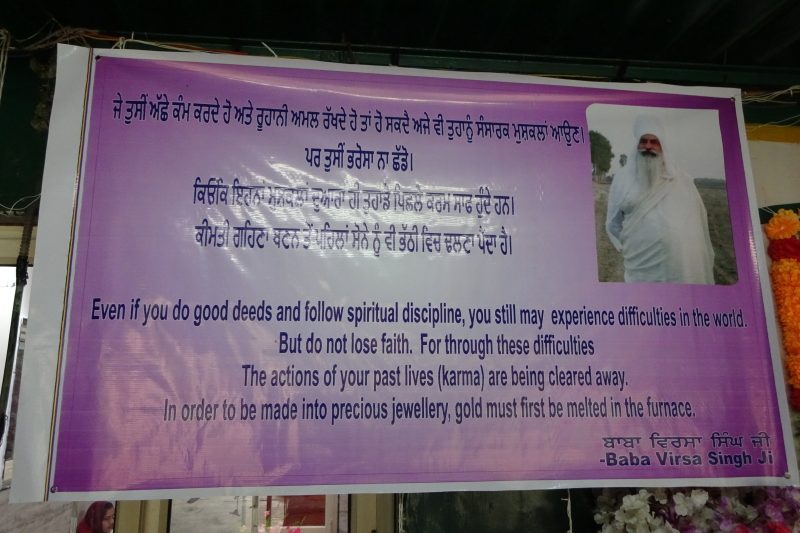 ਜੇ ਤੁਸੀਂ ਅੱਛੇ ਕੰਮ ਕਰਦੇ ਹੋ ਅਤੇ ਰੂਹਾਨੀ ਅਮਲ ਰੱਖਦੇ ਹੋ ਤਾਂ ਹੋ ਸਕਦੈ ਅਜੇ ਵੀ ਤੁਹਾਨੂੰ ਸੰਸਾਰਕ ਮੁਸ਼ਕਲਾਂ ਆਉਣ।
ਪਰ ਤੁਸੀਂ ਭਰੋਸਾ ਨਾ ਛੱਡੋ।
ਕਿਓਂਕਿ ਇਹਨਾਂ ਮੁਸ਼ਕਲਾਂ ਦੁਆਰਾ ਹੀ ਤੁਹਾਡੇ ਪਿਛਲੇ ਕਰਮ ਸਾਫ ਹੁੰਦੇ ਹਨ।
ਕੀਮਤੀ ਗਹਿਣਾ ਬਣਨ ਤੋਂ ਪਹਿਲਾਂ ਸੋਨੇ ਨੂੰ ਵੀ ਭੱਠੀ ਵਿਚ ਢਲਣਾ ਪੈਂਦਾ ਹੈ।
Even if you do good deeds and follow spiritual discipline, you still may experience difficulties in the world.
But do not lose faith. For through these difficulties
The actions of your past lives (karma) are being cleared away.
In order to be made into precious jewellery, gold must first be melted in the furnace.
ਬਾਬਾ ਵਿਰਸਾ ਸਿੰਘ ਜੀ
-Baba Virsa Singh Ji